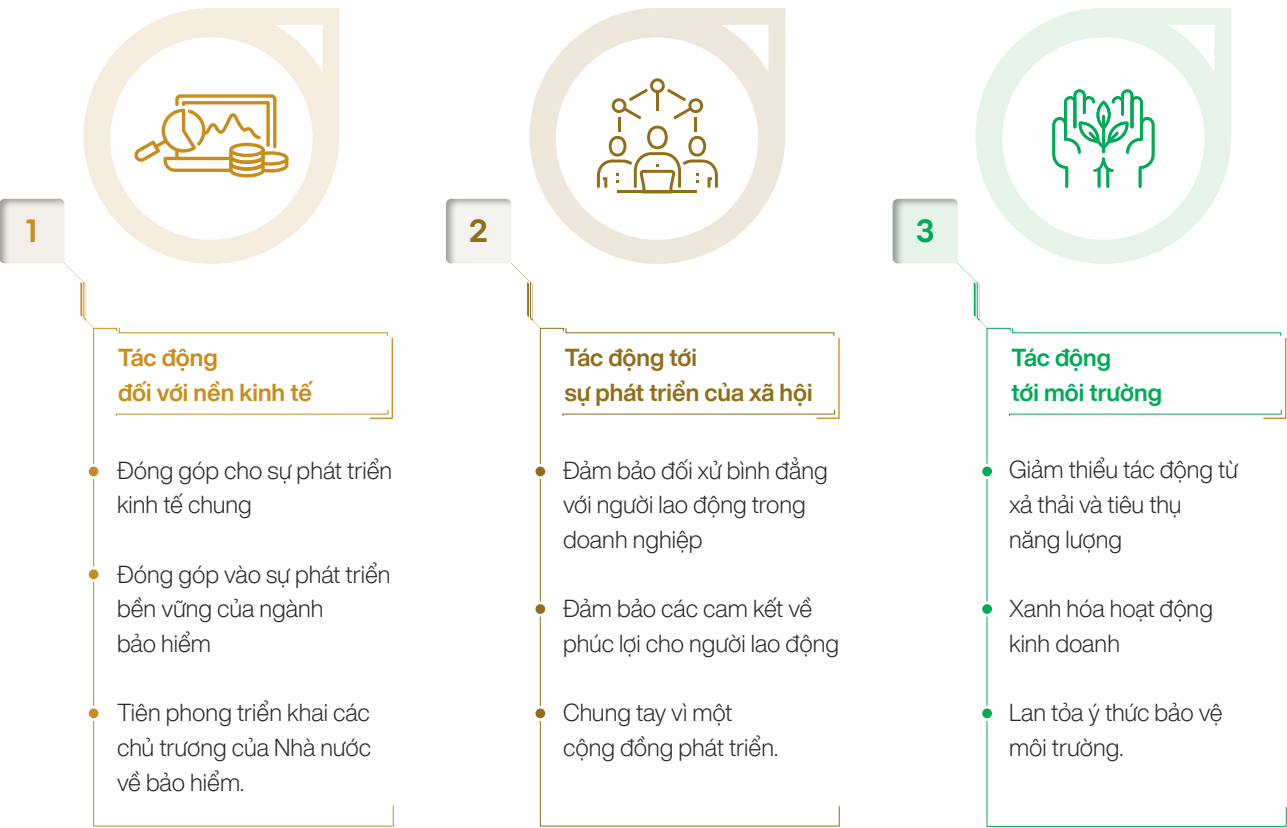 1
Tác động
đối với nền kinh tế
Đóng góp cho sự phát triển
kinh tế chung
Đóng góp vào sự phát triển
bền vững của ngành
bảo hiểm
Tiên phong triển khai các
chủ trương của Nhà nước
về bảo hiểm.
2
Tác động tới
sự phát triển của xã hội
Đảm bảo đối xử bình đẳng
với người lao động trong
doanh nghiệp
Đảm bảo các cam kết về
phúc lợi cho người lao động
Chung tay vì một
cộng đồng phát triển.
3
Tác động
tới môi trường
Giảm thiểu tác động từ
xả thải và tiêu thụ
năng lượng
Xanh hóa hoạt động
kinh doanh
Lan tỏa ý thức bảo vệ
môi trường.